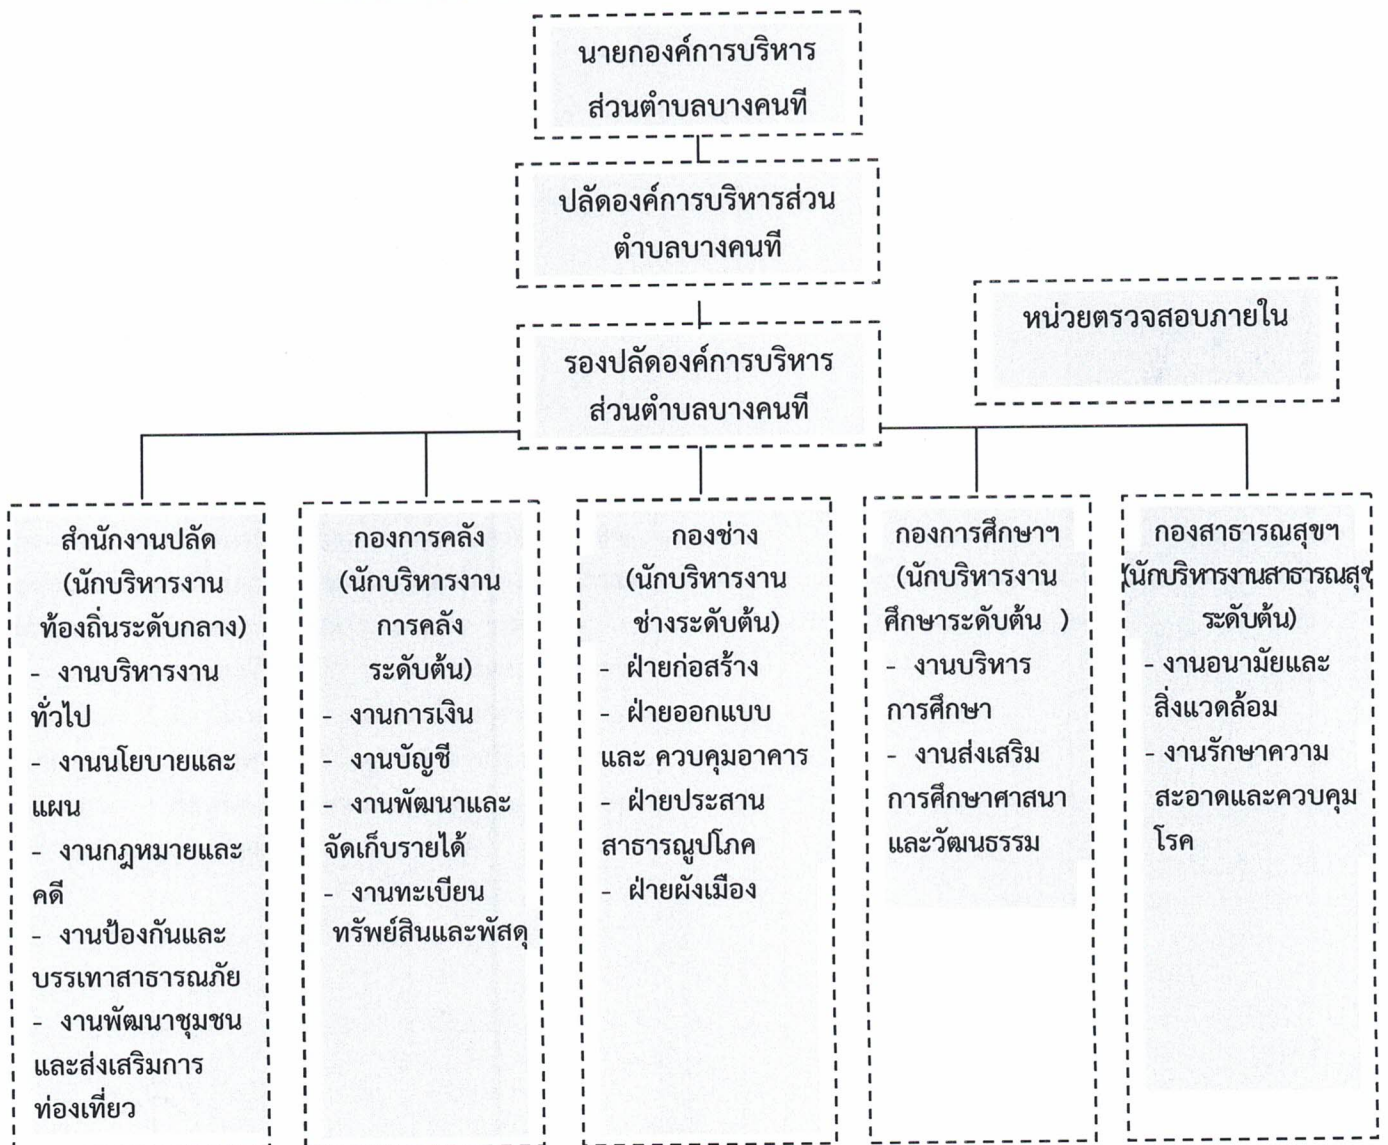 นายกองค์การบริหาร
ส่วนตำบลบางคนที
ปลัดองค์การบริหารส่วน
ตำบลบางคนที
หน่วยตรวจสอบภายใน
รองปลัดองค์การบริหาร
ส่วนตำบลบางคนที
สำนักงานปลัด
(นักบริหารงาน
ท้องถิ่นระดับกลาง)
- งานบริหารงาน
ทั่วไป
- งานนโยบายและ
แผน
- งานกฎหมายและ
คดี
- งานป้องกันและ
บรรเทาสาธารณภัย
- งานพัฒนาชุมชน
และส่งเสริมการ
ท่องเที่ยว
กองการคลัง
(นักบริหารงาน
การคลัง
ระดับต้น)
- งานการเงิน
- งานบัญชี
- งานพัฒนาและ
จัดเก็บรายได้
- งานทะเบียน
ทรัพย์สินและพัสดุ
กองช่าง
(นักบริหารงาน
ช่างระดับต้น)
- ฝ่ายก่อสร้าง
- ฝ่ายออกแบบ
และ ควบคุมอาคาร
- ฝ่ายประสาน
สาธารณูปโภค
- ฝ่ายผังเมือง
กองการศึกษาฯ
(นักบริหารงาน
ศึกษาระดับต้น )
- งานบริหาร
การศึกษา
- งานส่งเสริม
การศึกษาศาสนา
และวัฒนธรรม
กองสาธารณสุขฯ
(นักบริหารงานสาธารณสุข
ระดับต้น)
- งานอนามัยและ
สิ่งแวดล้อม
- งานรักษาความ
สะอาดและควบคุม
โรค